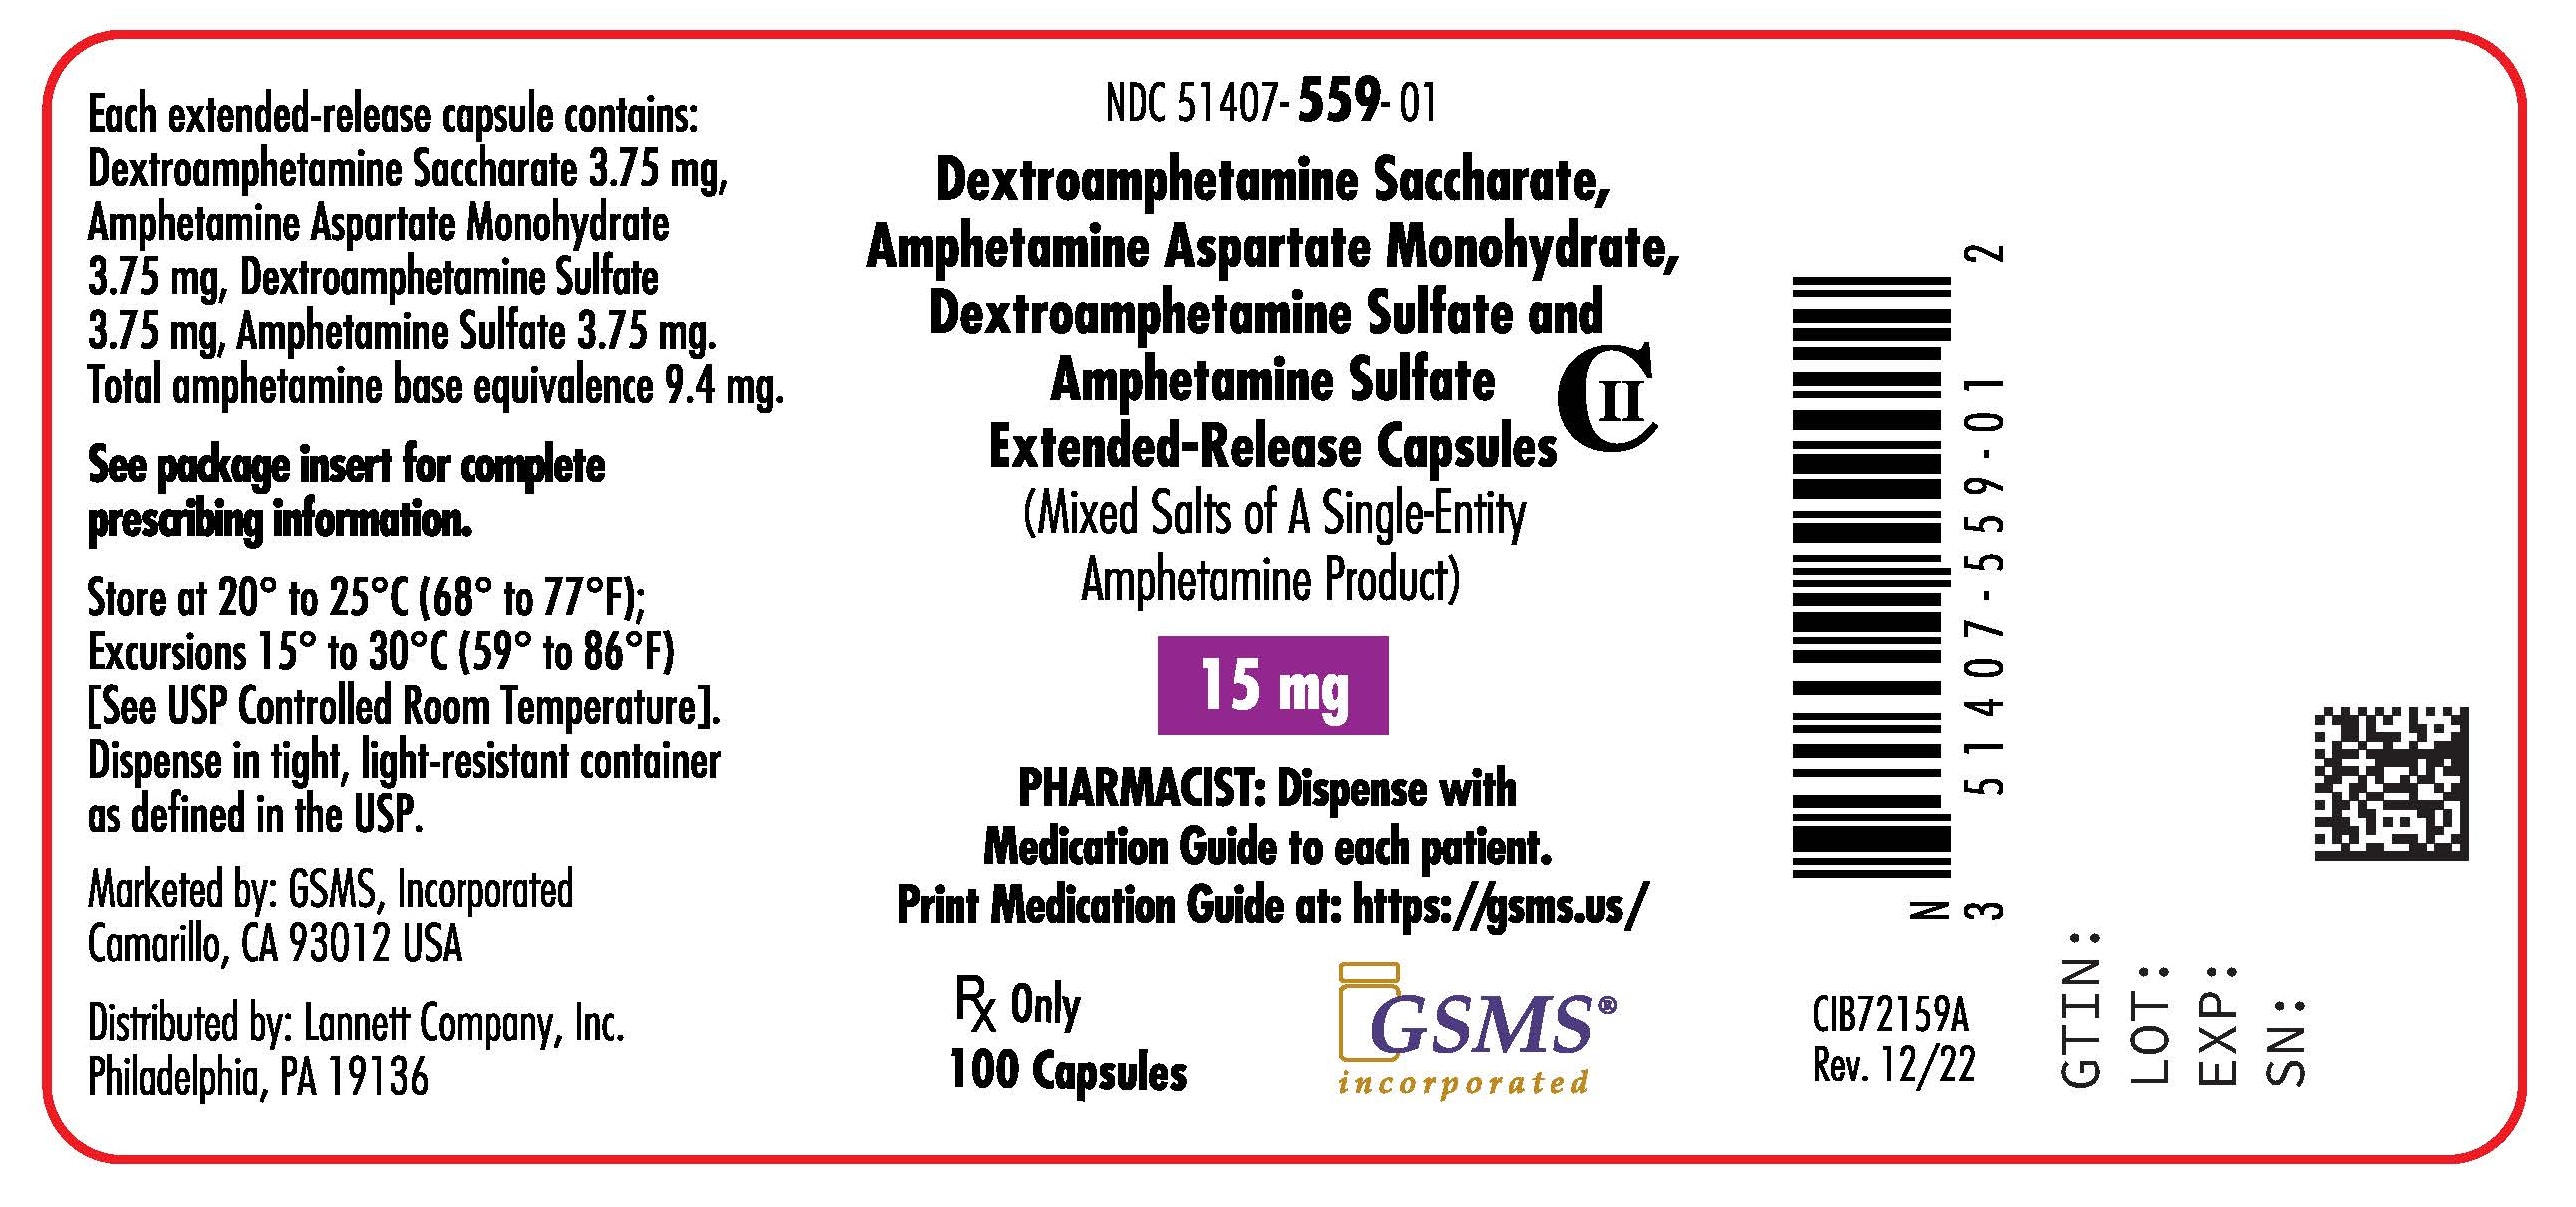 Each extended-release capsule contains:
Dextroamphetamine Saccharate 3.75 mg,
Amphetamine Aspartate Monohydrate
3.75 mg, Dextroamphetamine Sulfate
3.75 mg, Amphetamine Sulfate 3.75 mg.
Total amphetamine base equivalence 9.4 mg.
See package insert for complete
prescribing information.
Store at 20° to 25°C (68° to 77°F);
Excursions 15° to 30°C (59° to 86°F)
[See USP Controlled Room Temperature].
Dispense in tight, light-resistant container
as defined in the USP.
Marketed by: GSMS, Incorporated
Camarillo, CA 93012 USA
Distributed by: Lannett Company, Inc.
Philadelphia, PA 19136
NDC 51407-559-01
Dextroamphetamine Saccharate,
Amphetamine Aspartate Monohydrate,
Dextroamphetamine Sulfate and
Amphetamine Sulfate
Extended-Release Capsules
CII
(Mixed Salts of A Single-Entity
Amphetamine Product)
15 mg
PHARMACIST: Dispense with
Medication Guide to each patient.
Print Medication Guide at: https://gsms.us/
Rx Only
100 Capsules
GSMS®
incorporated
N
3 51407-559-01 2
CIB72159A
Rev. 12/22
GTIN:
LOT:
EXP:
SN: